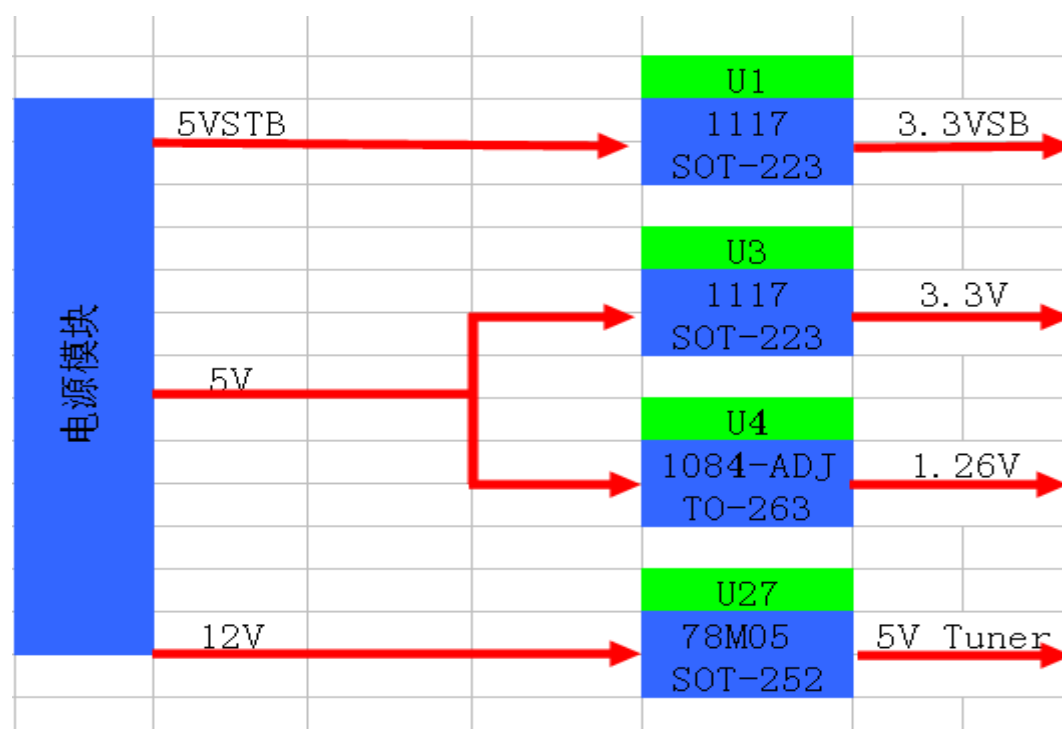 电源模块
5VSTB
U1
1117
SOT-223
3.3VSB
5V
U3
1117
SOT-223
3.3V
U4
1084-ADJ
TO-263
1.26V
12V
U27
78M05
SOT-252
5V Tuner